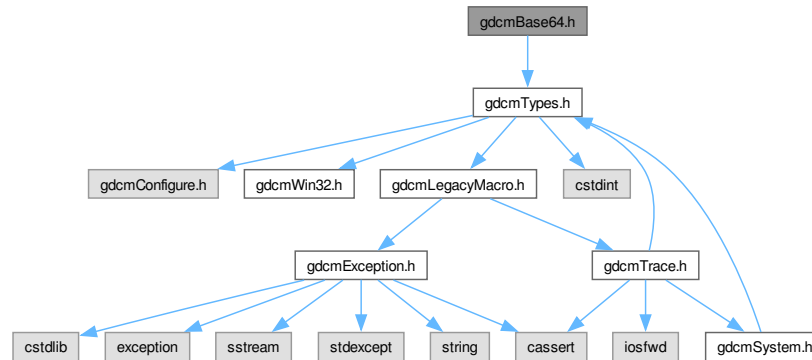 gdcmBase64.h
gdcmTypes.h
gdcmConfigure.h
gdcmWin32.h
gdcmLegacyMacro.h
cstdint
gdcmException.h
gdcmTrace.h
cstdlib
exception
sstream
stdexcept
string
cassert
iosfwd
gdcmSystem.h